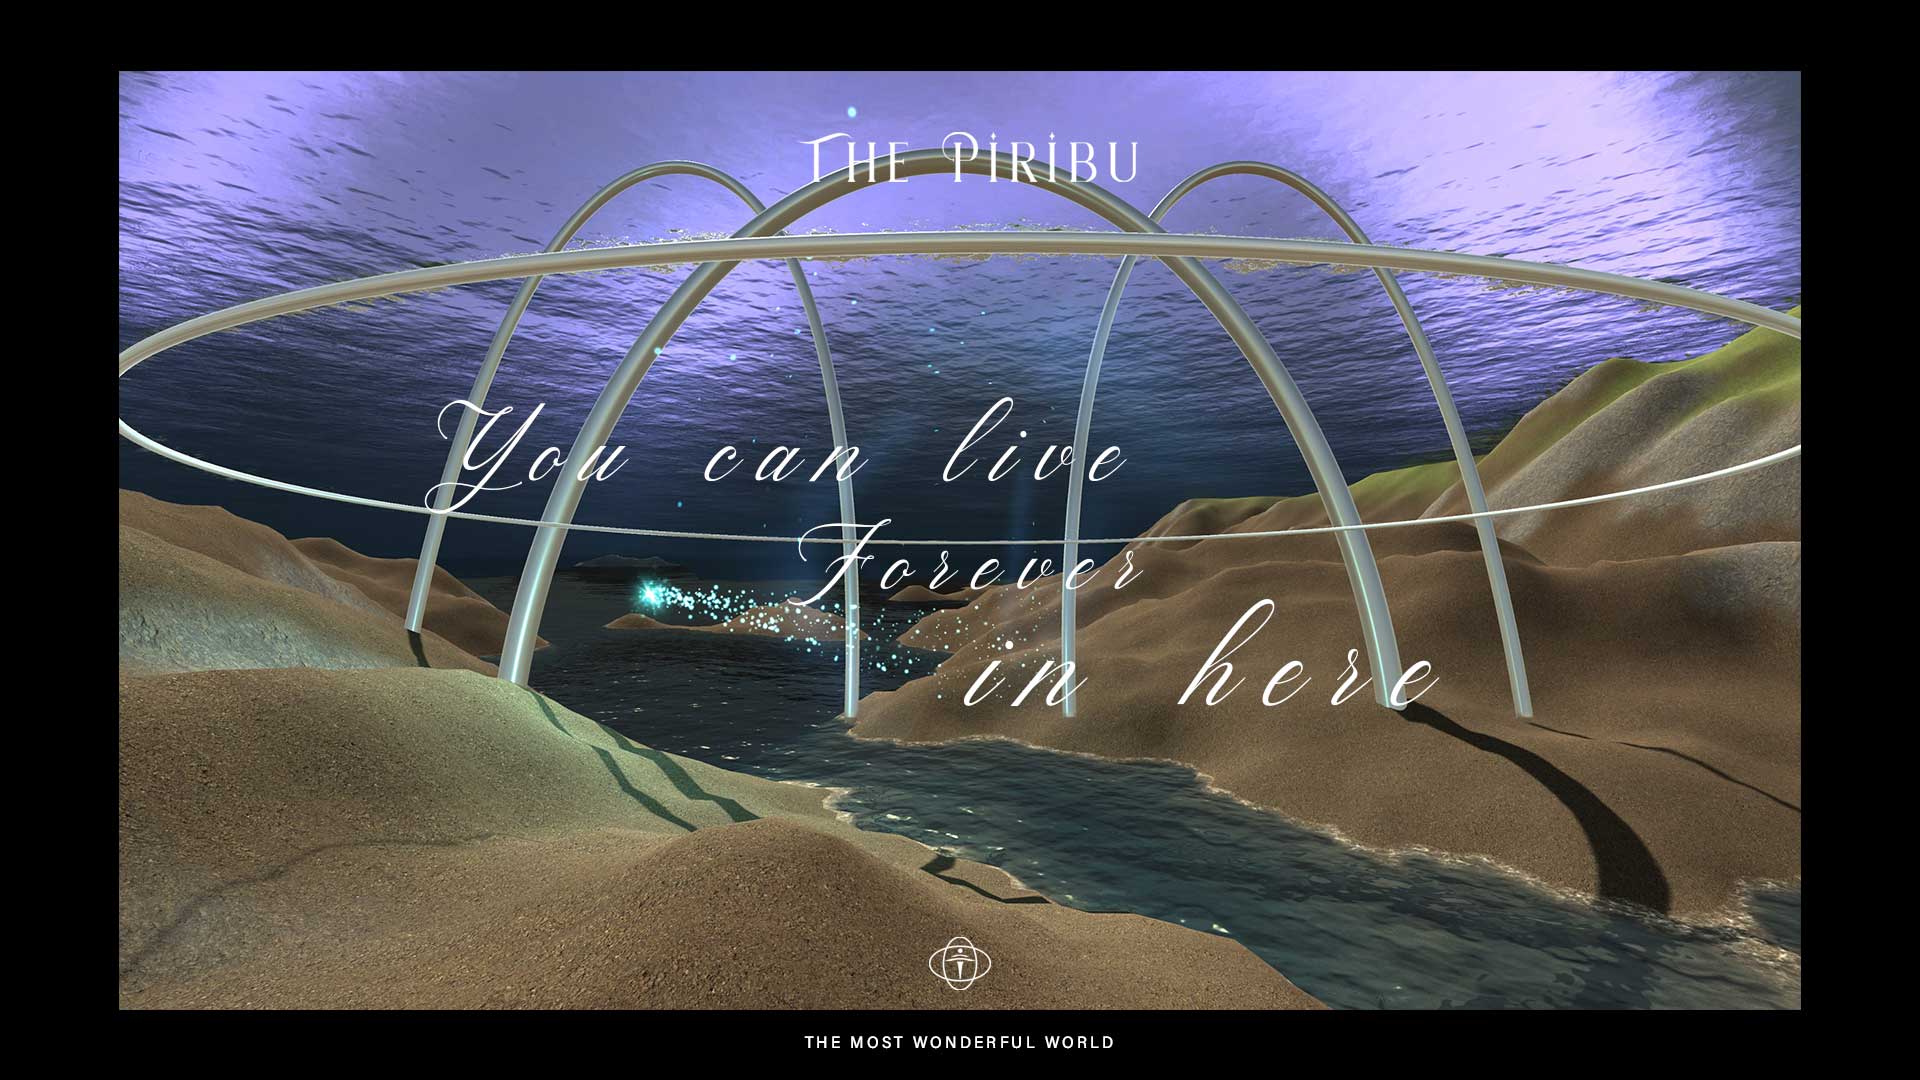 THE PIRIBU
You can live
Forever
in here
THE MOST WONDERFUL WORLD